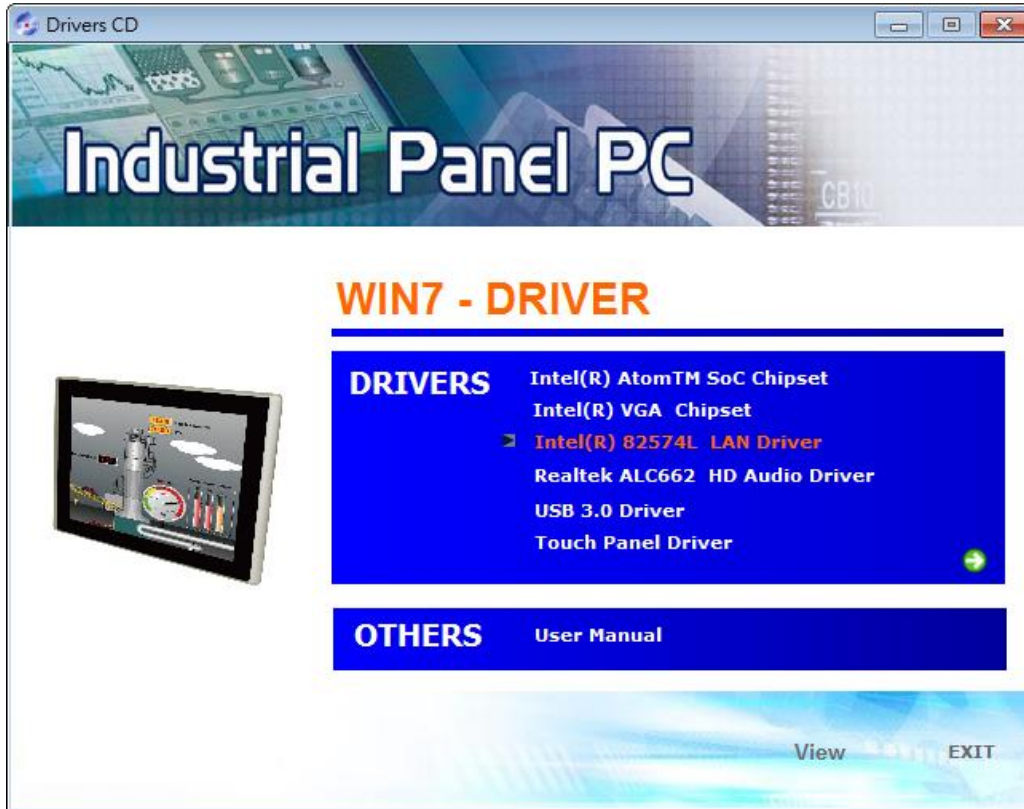 Drivers CD
Industrial Panel PC
CB10
WIN7 - DRIVER
DRIVERS
Intel(R) AtomTM SoC Chipset
Intel(R) VGA Chipset
Intel(R) 82574L LAN Driver
Realtek ALC662 HD Audio Driver
USB 3.0 Driver
Touch Panel Driver
OTHERS
User Manual
View
EXIT